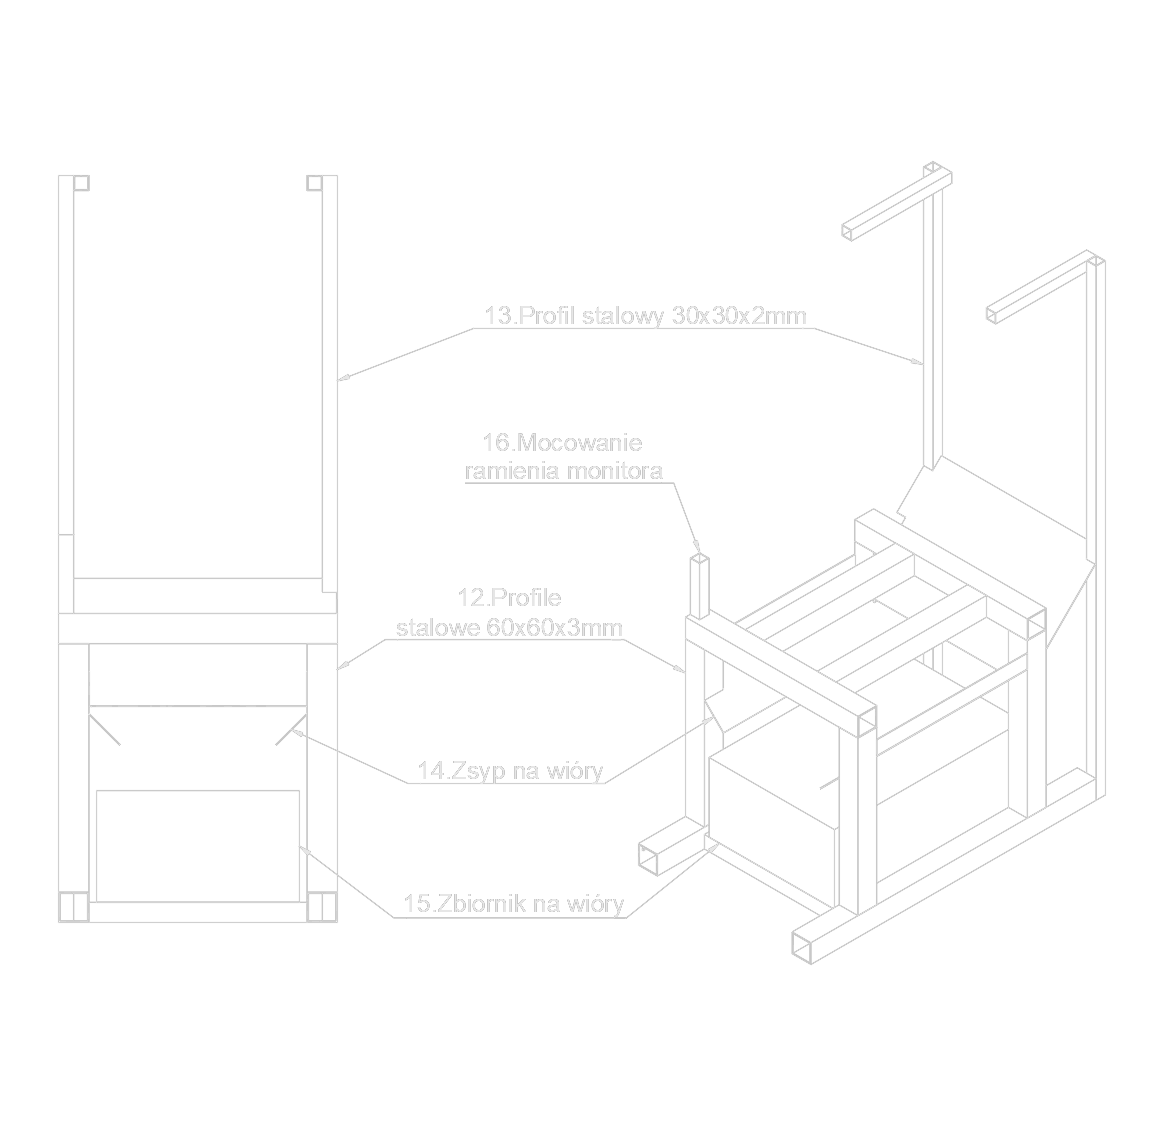 13.Profil stalowy 30x30x2mm
16.Mocowanie
ramienia monitora
12.Profile
stalowe 60x60x3mm
14.Zsyp na wióry
15.Zbiornik na wióry